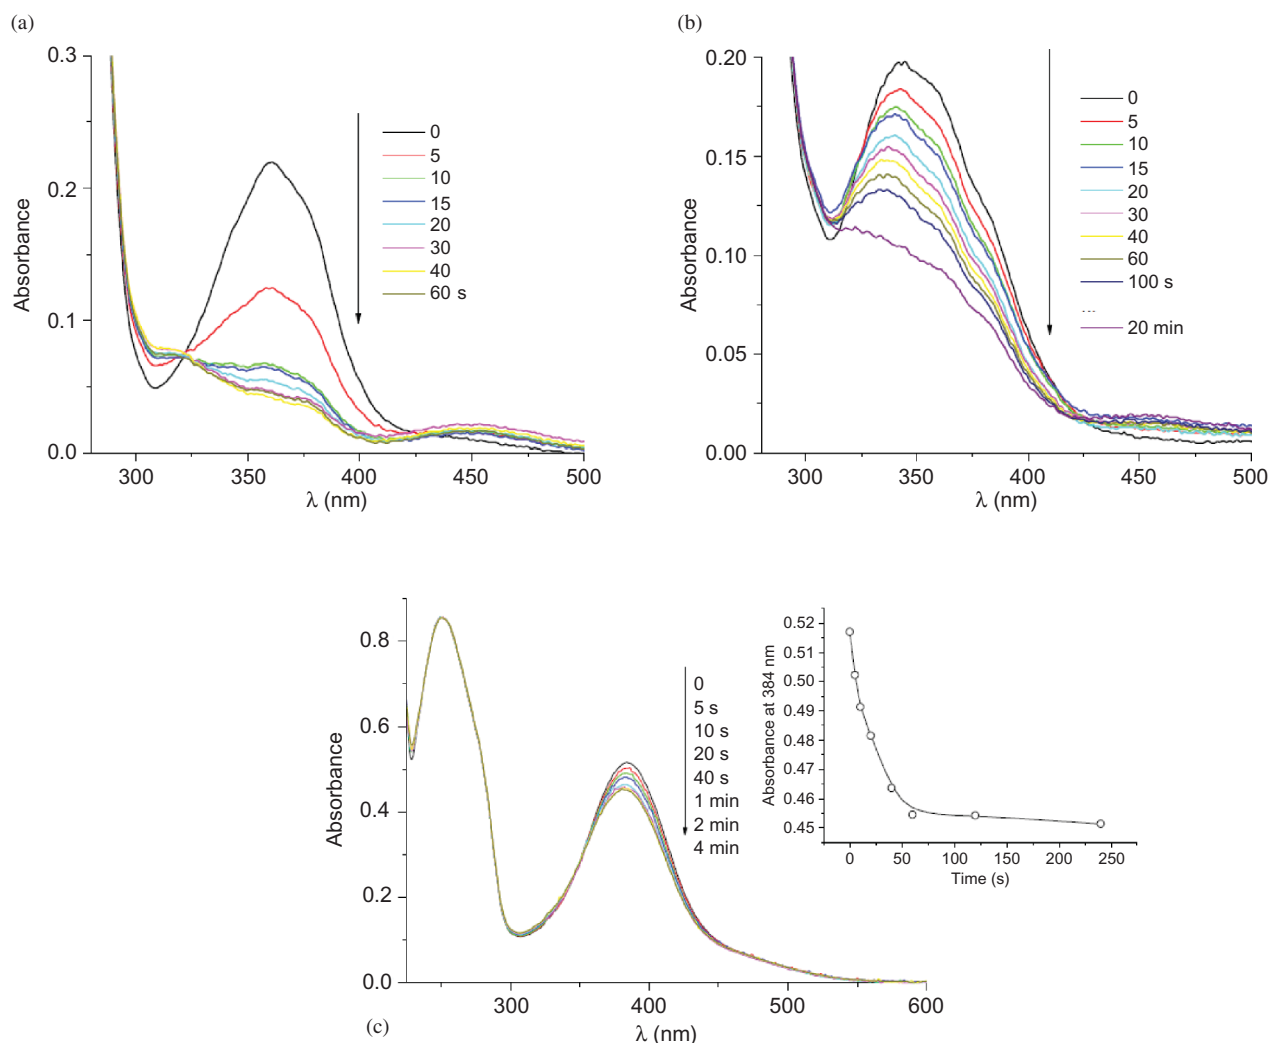 (a)
0.3
0.2
0.1
0.0
Absorbance
300
350
400
450
500
λ (nm)
0
5
10
15
20
30
40
60 s
(b)
0.20
0.15
0.10
0.05
0.00
Absorbance
300
350
400
450
500
λ (nm)
0
5
10
15
20
30
40
60
100 s
---
20 min
(c)
0.8
0.6
0.4
0.2
0.0
Absorbance
300
400
500
600
λ (nm)
0
5 s
10 s
20 s
40 s
1 min
2 min
4 min
0.52
0.51
0.50
0.49
0.48
0.47
0.46
0.45
Absorbance at 384 nm
0
50
100
150
200
250
Time (s)